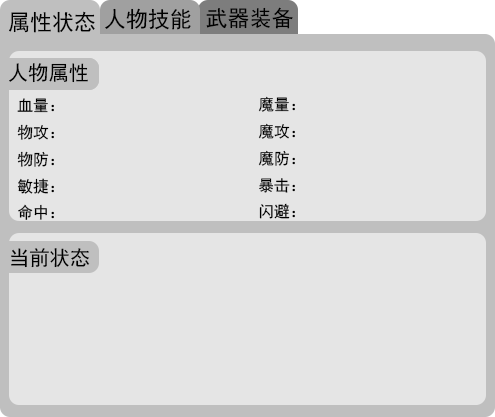 属性状态 人物技能 武器装备
人物属性
血量： 魔量：
物攻： 魔攻：
物防： 魔防：
敏捷： 暴击：
命中： 闪避：
当前状态